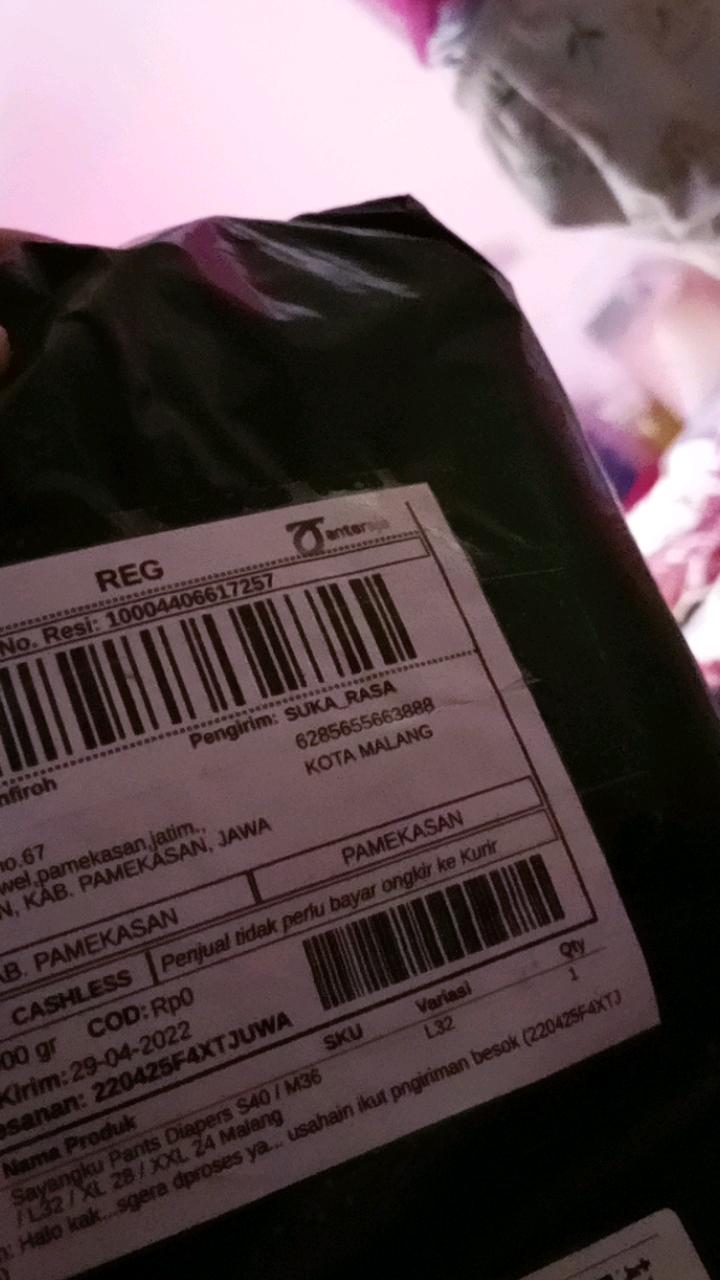 anteraja
REG
No. Resi: 10004406617257
Pengirim: SUKA_RASA
6285655663888
KOTA MALANG
nfiroh
no.67
wel,pamekasan,jatim.,
N, KAB. PAMEKASAN, JAWA
AB. PAMEKASAN
PAMEKASAN
CASHLESS
Penjual tidak perlu bayar ongkir ke Kurir
00 gr
COD: Rp0
Kirim: 29-04-2022
esanan: 220425F4XTJUWA
Nama Produk
SKU
Variasi
Qty
Sayangku Pants Diapers S40 / M36
/ L32 / XL 28 / XXL 24 Malang
L32
1
n: Halo kak...sgera dproses ya... usahain ikut pngiriman besok (220425F4XTJ